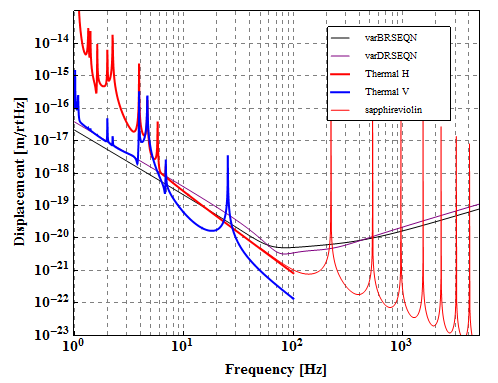 varBRSEQN
varDRSEQN
Thermal H
Thermal V
sapphireviolin
Displacement [m/rtHz]
10−14
10−15
10−16
10−17
10−18
10−19
10−20
10−21
10−22
10−23
10⁰
10¹
10²
10³
Frequency [Hz]